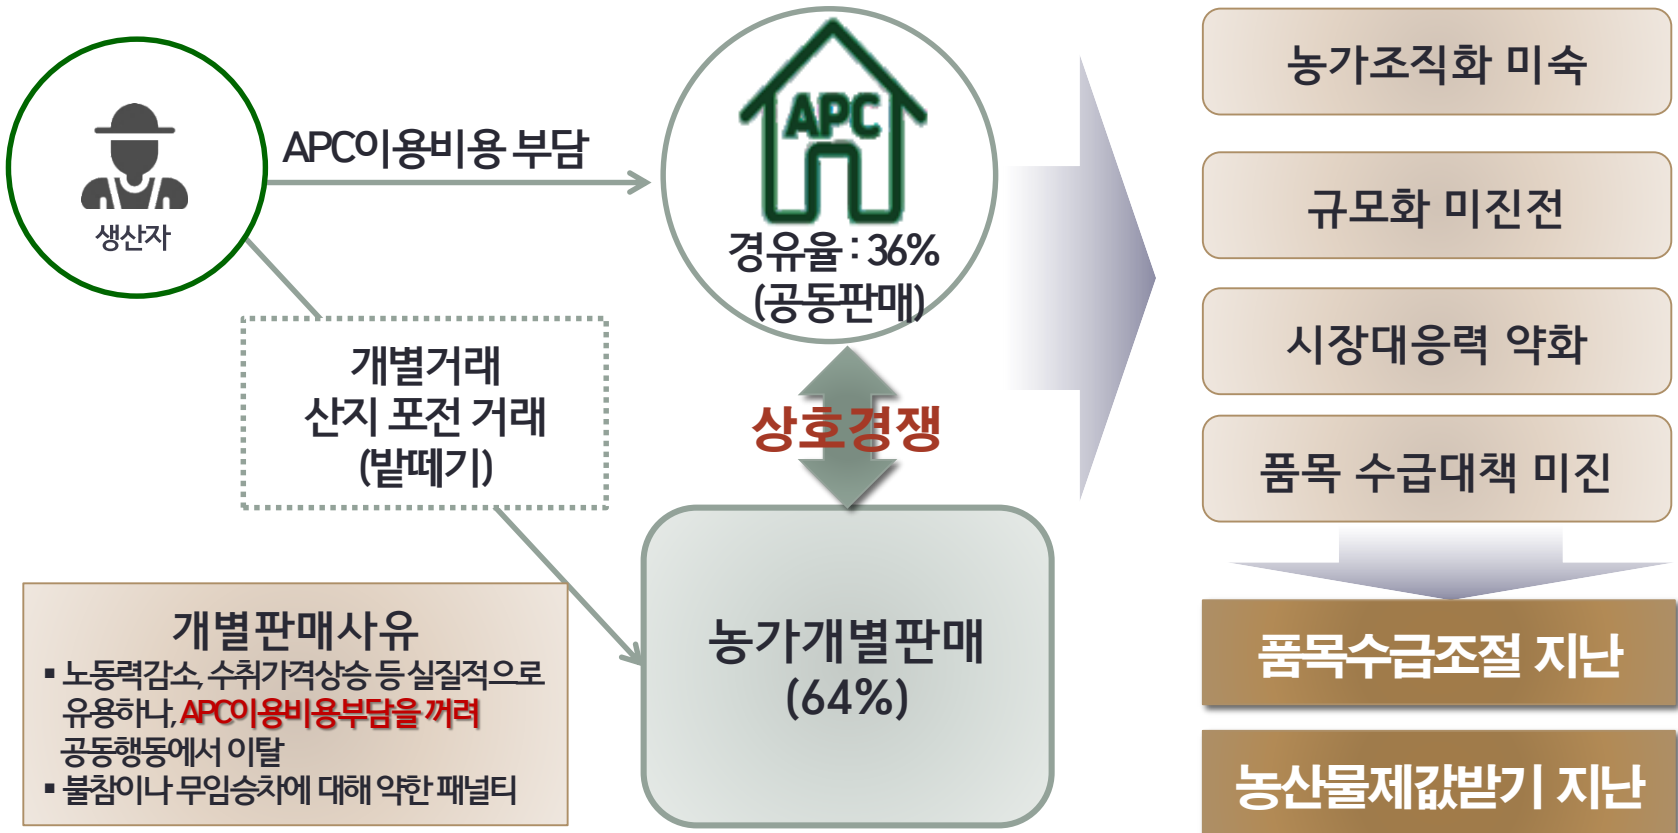 생산자
APC이용비용 부담
APC
경유율 : 36%
(공동판매)
개별거래
산지 포전 거래
(밭떼기)
상호경쟁
농가개별판매
(64%)
개별판매사유
▪ 노동력감소, 수취가격상승 등 실질적으로
유용하나, APC이용비용부담을 꺼려
공동행동에서 이탈
▪ 불참이나 무임승차에 대해 약한 패널티
농가조직화 미숙
규모화 미진전
시장대응력 약화
품목 수급대책 미진
품목수급조절 지난
농산물제값받기 지난